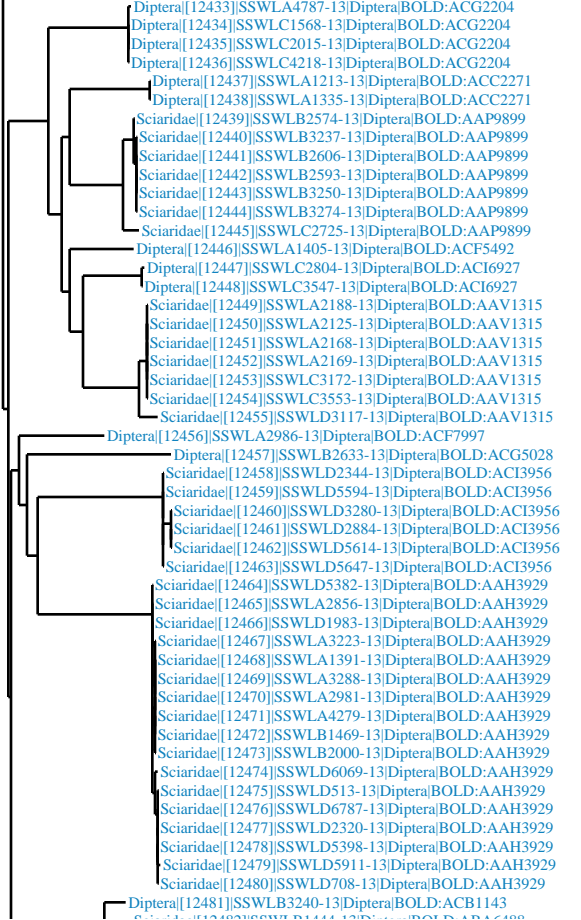 Diptera|[12433]|SSWLA4787-13|Diptera|BOLD:ACG2204
Diptera|[12434]|SSWLC1568-13|Diptera|BOLD:ACG2204
Diptera|[12435]|SSWLC2015-13|Diptera|BOLD:ACG2204
Diptera|[12436]|SSWLC4218-13|Diptera|BOLD:ACG2204
Diptera|[12437]|SSWLA1213-13|Diptera|BOLD:ACC2271
Diptera|[12438]|SSWLA1335-13|Diptera|BOLD:ACC2271
Sciaridae|[12439]|SSWLB2574-13|Diptera|BOLD:AAP9899
Sciaridae|[12440]|SSWLB3237-13|Diptera|BOLD:AAP9899
Sciaridae|[12441]|SSWLB2606-13|Diptera|BOLD:AAP9899
Sciaridae|[12442]|SSWLB2593-13|Diptera|BOLD:AAP9899
Sciaridae|[12443]|SSWLB3250-13|Diptera|BOLD:AAP9899
Sciaridae|[12444]|SSWLB3274-13|Diptera|BOLD:AAP9899
Sciaridae|[12445]|SSWLC2725-13|Diptera|BOLD:AAP9899
Diptera|[12446]|SSWLA1405-13|Diptera|BOLD:ACF5492
Diptera|[12447]|SSWLC2804-13|Diptera|BOLD:ACI6927
Diptera|[12448]|SSWLC3547-13|Diptera|BOLD:ACI6927
Sciaridae|[12449]|SSWLA2188-13|Diptera|BOLD:AAV1315
Sciaridae|[12450]|SSWLA2125-13|Diptera|BOLD:AAV1315
Sciaridae|[12451]|SSWLA2168-13|Diptera|BOLD:AAV1315
Sciaridae|[12452]|SSWLA2169-13|Diptera|BOLD:AAV1315
Sciaridae|[12453]|SSWLC3172-13|Diptera|BOLD:AAV1315
Sciaridae|[12454]|SSWLC3553-13|Diptera|BOLD:AAV1315
Sciaridae|[12455]|SSWLD3117-13|Diptera|BOLD:AAV1315
Diptera|[12456]|SSWLA2986-13|Diptera|BOLD:ACF7997
Diptera|[12457]|SSWLB2633-13|Diptera|BOLD:ACG5028
Sciaridae|[12458]|SSWLD2344-13|Diptera|BOLD:ACI3956
Sciaridae|[12459]|SSWLD5594-13|Diptera|BOLD:ACI3956
Sciaridae|[12460]|SSWLD3280-13|Diptera|BOLD:ACI3956
Sciaridae|[12461]|SSWLD2884-13|Diptera|BOLD:ACI3956
Sciaridae|[12462]|SSWLD5614-13|Diptera|BOLD:ACI3956
Sciaridae|[12463]|SSWLD5647-13|Diptera|BOLD:ACI3956
Sciaridae|[12464]|SSWLD5382-13|Diptera|BOLD:AAH3929
Sciaridae|[12465]|SSWLA2856-13|Diptera|BOLD:AAH3929
Sciaridae|[12466]|SSWLD1983-13|Diptera|BOLD:AAH3929
Sciaridae|[12467]|SSWLA3223-13|Diptera|BOLD:AAH3929
Sciaridae|[12468]|SSWLA1391-13|Diptera|BOLD:AAH3929
Sciaridae|[12469]|SSWLA3288-13|Diptera|BOLD:AAH3929
Sciaridae|[12470]|SSWLA2981-13|Diptera|BOLD:AAH3929
Sciaridae|[12471]|SSWLA4279-13|Diptera|BOLD:AAH3929
Sciaridae|[12472]|SSWLB1469-13|Diptera|BOLD:AAH3929
Sciaridae|[12473]|SSWLB2000-13|Diptera|BOLD:AAH3929
Sciaridae|[12474]|SSWLD6069-13|Diptera|BOLD:AAH3929
Sciaridae|[12475]|SSWLD513-13|Diptera|BOLD:AAH3929
Sciaridae|[12476]|SSWLD6787-13|Diptera|BOLD:AAH3929
Sciaridae|[12477]|SSWLD2320-13|Diptera|BOLD:AAH3929
Sciaridae|[12478]|SSWLD5398-13|Diptera|BOLD:AAH3929
Sciaridae|[12479]|SSWLD5911-13|Diptera|BOLD:AAH3929
Sciaridae|[12480]|SSWLD708-13|Diptera|BOLD:AAH3929
Diptera|[12481]|SSWLB3240-13|Diptera|BOLD:ACB1143